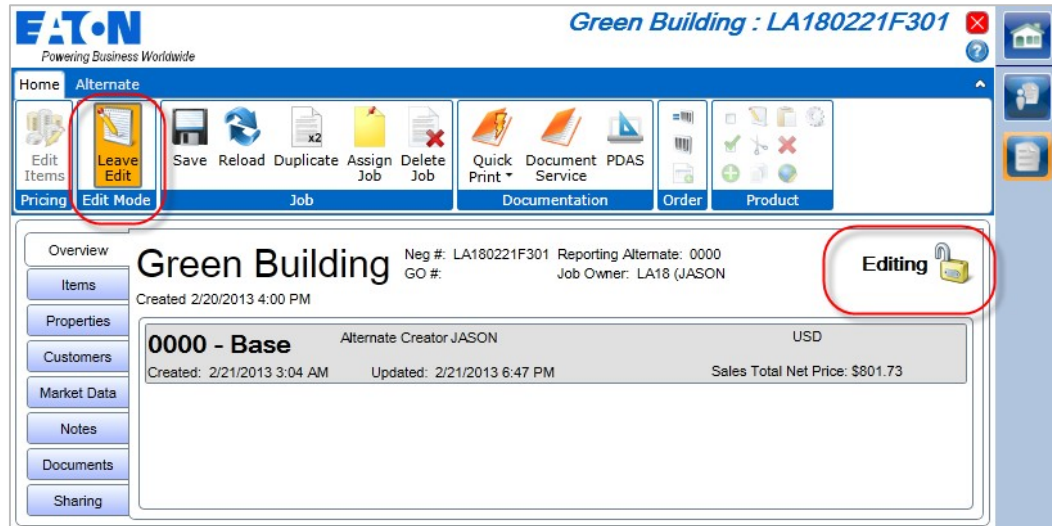 EATON
Powering Business Worldwide
Green Building : LA180221F301
Home Alternate
Edit Items
Leave Edit
Save Reload Duplicate Assign Job Delete Job
x2
Quick Print Document Service PDAS
Pricing Edit Mode Job Documentation Order Product
Overview
Items
Properties
Customers
Market Data
Notes
Documents
Sharing
Green Building
Neg #: LA180221F301 Reporting Alternate: 0000
GO #: Job Owner: LA18 (JASON
Editing
Created 2/20/2013 4:00 PM
0000 - Base Alternate Creator JASON USD
Created: 2/21/2013 3:04 AM Updated: 2/21/2013 6:47 PM Sales Total Net Price: $801.73